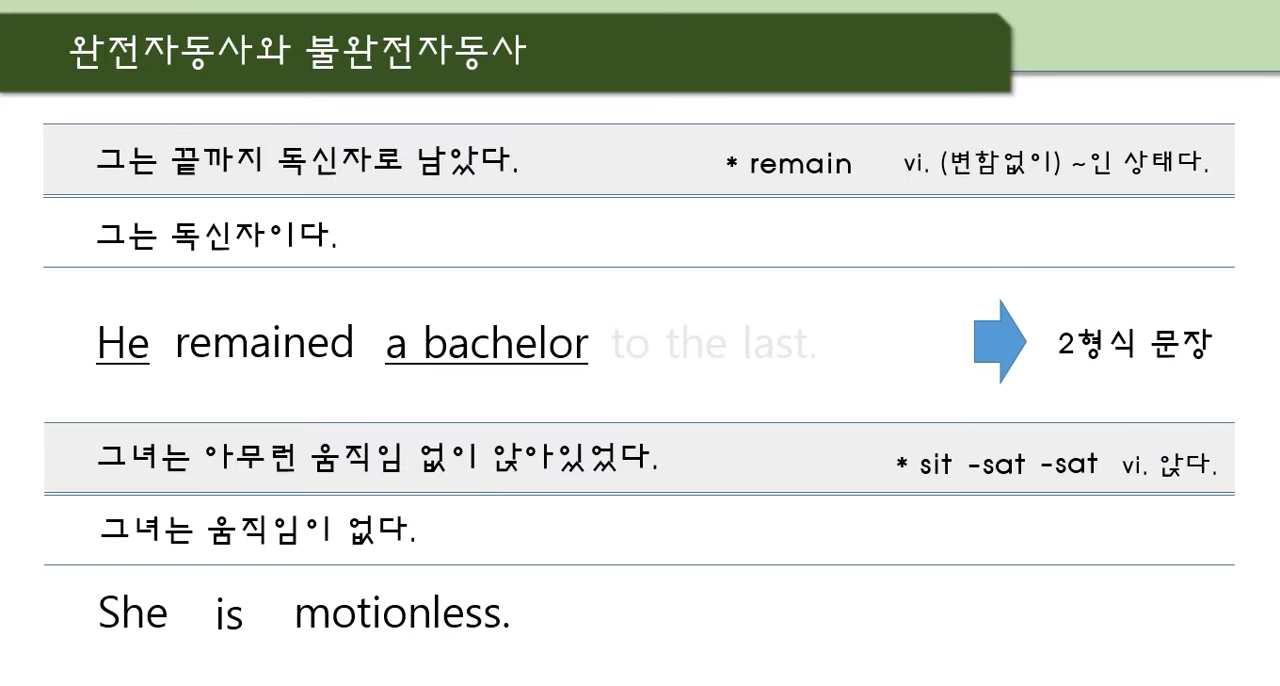 완전자동사와 불완전자동사
그는 끝까지 독신자로 남았다. * remain vi. (변함없이) ~인 상태다.
그는 독신자이다.
He remained a bachelor to the last. 2형식 문장
그녀는 아무런 움직임 없이 앉아있었다. * sit -sat -sat vi. 앉다.
그녀는 움직임이 없다.
She is motionless.